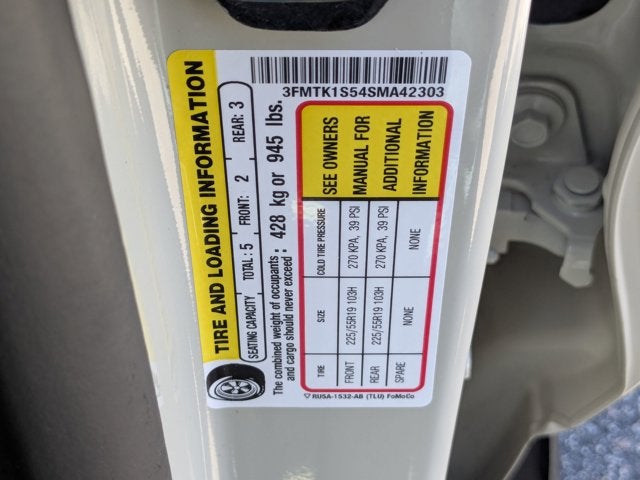 3FMTK1S54SMA42303
TIRE AND LOADING INFORMATION
SEATING CAPACITY TOTAL: 5 FRONT: 2 REAR: 3
The combined weight of occupants
and cargo should never exceed : 428 kg or 945 lbs.
TIRE SIZE COLD TIRE PRESSURE SEE OWNERS
FRONT 225/55R19 103H 270 KPA, 39 PSI MANUAL FOR
REAR 225/55R19 103H 270 KPA, 39 PSI ADDITIONAL
SPARE NONE NONE INFORMATION
RU5A-1532-AB (TLU) FoMoCo